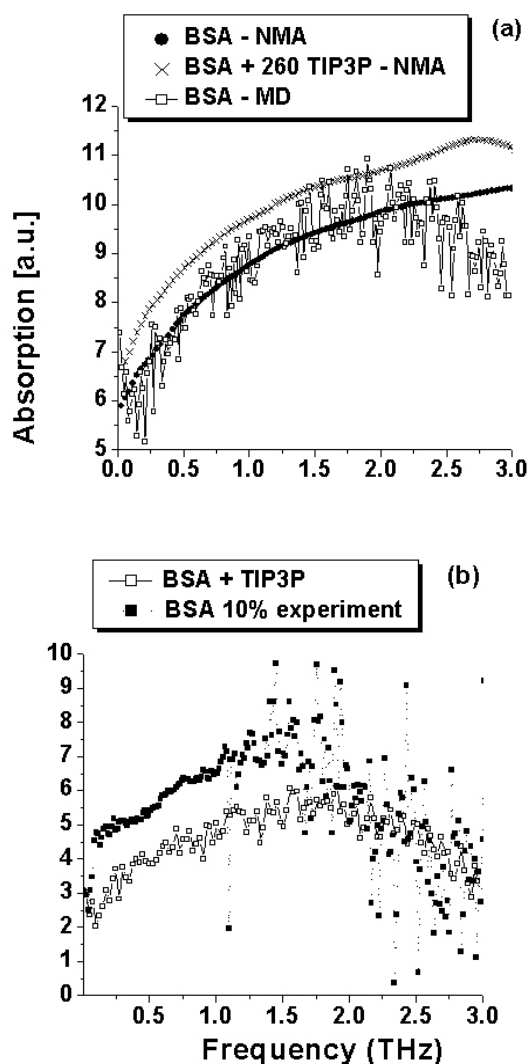 (a)
BSA - NMA
BSA + 260 TIP3P - NMA
BSA - MD
12
11
10
9
8
7
6
5
0.0 0.5 1.0 1.5 2.0 2.5 3.0
Absorption [a.u.]
(b)
BSA + TIP3P
BSA 10% experiment
10
9
8
7
6
5
4
3
2
1
0
0.5 1.0 1.5 2.0 2.5 3.0
Frequency (THz)